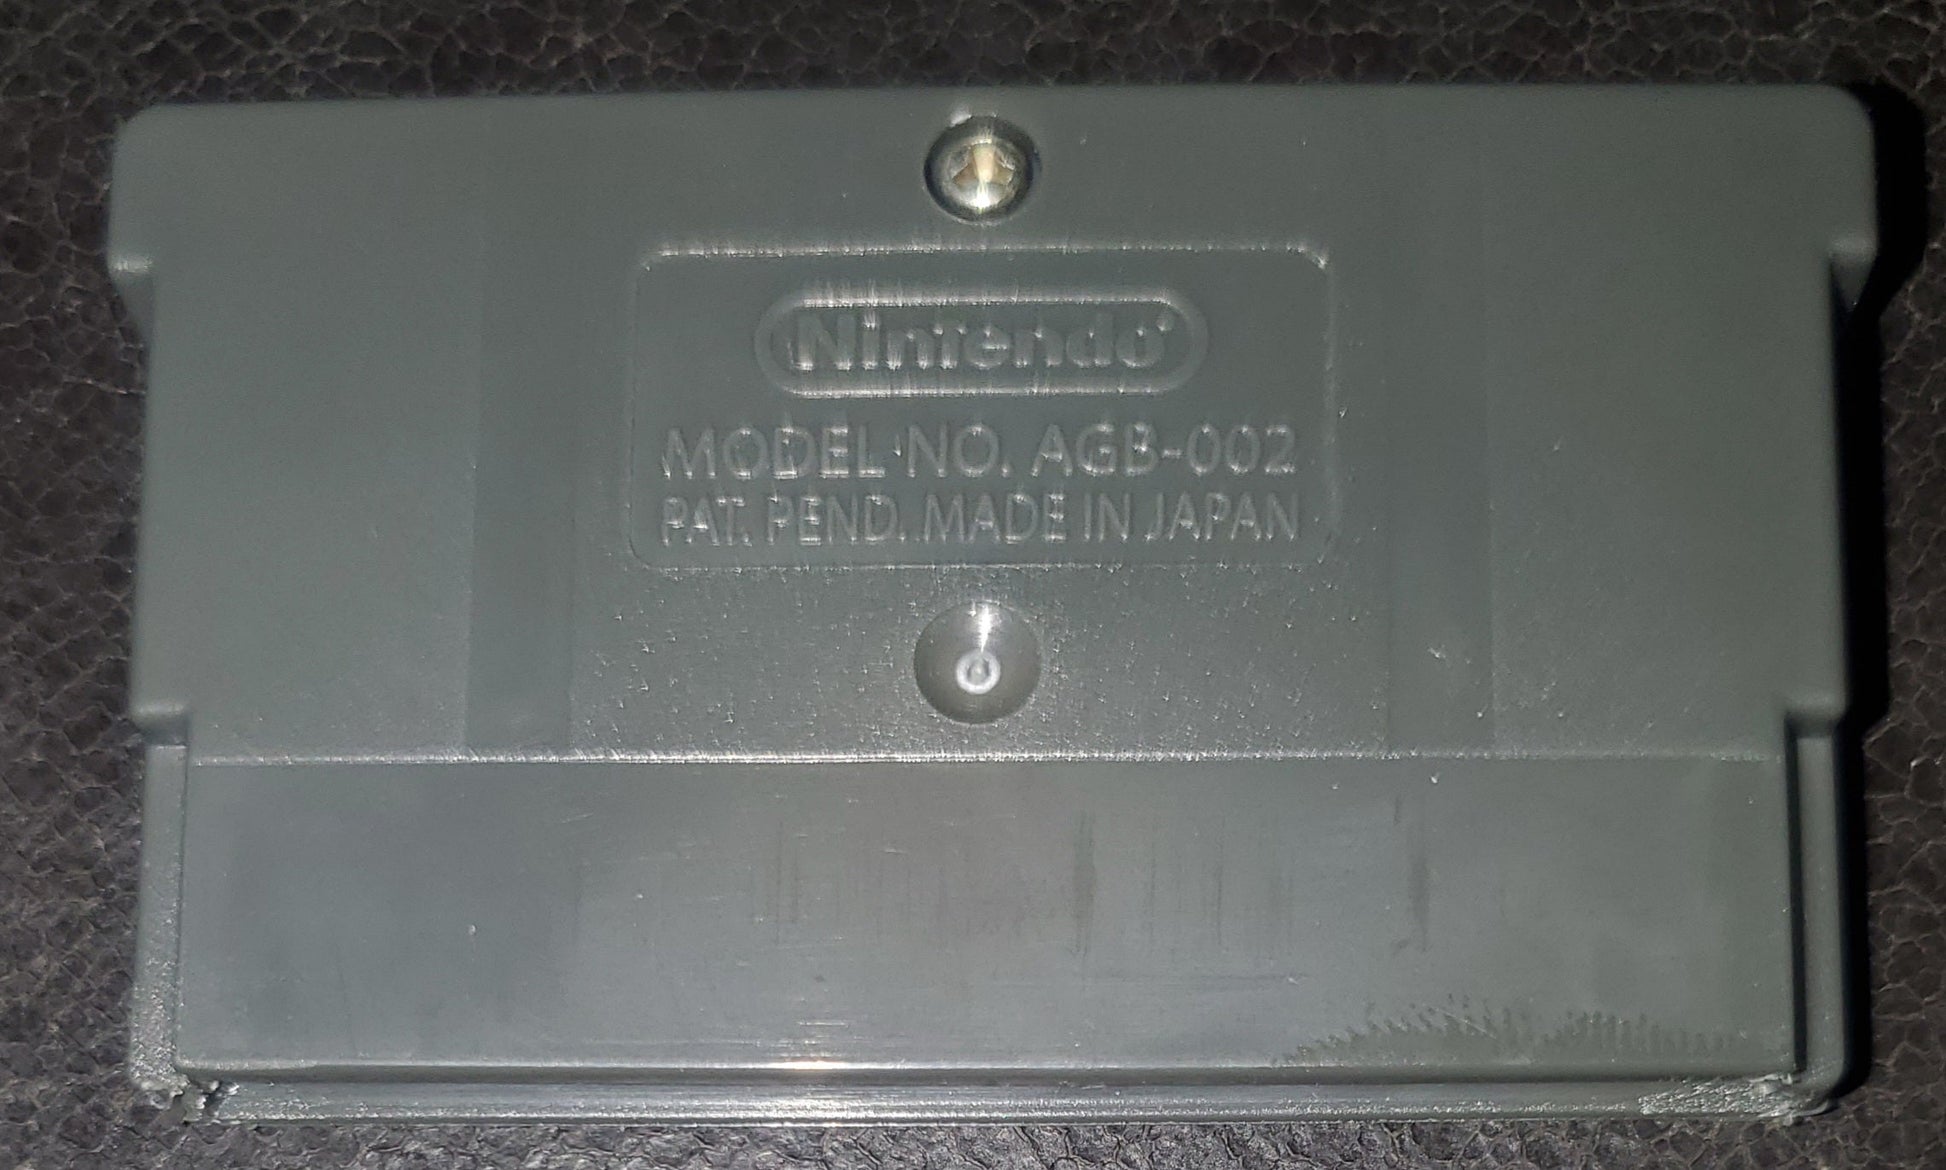 Nintendo
MODEL NO. AGB-002
PAT. PEND. MADE IN JAPAN